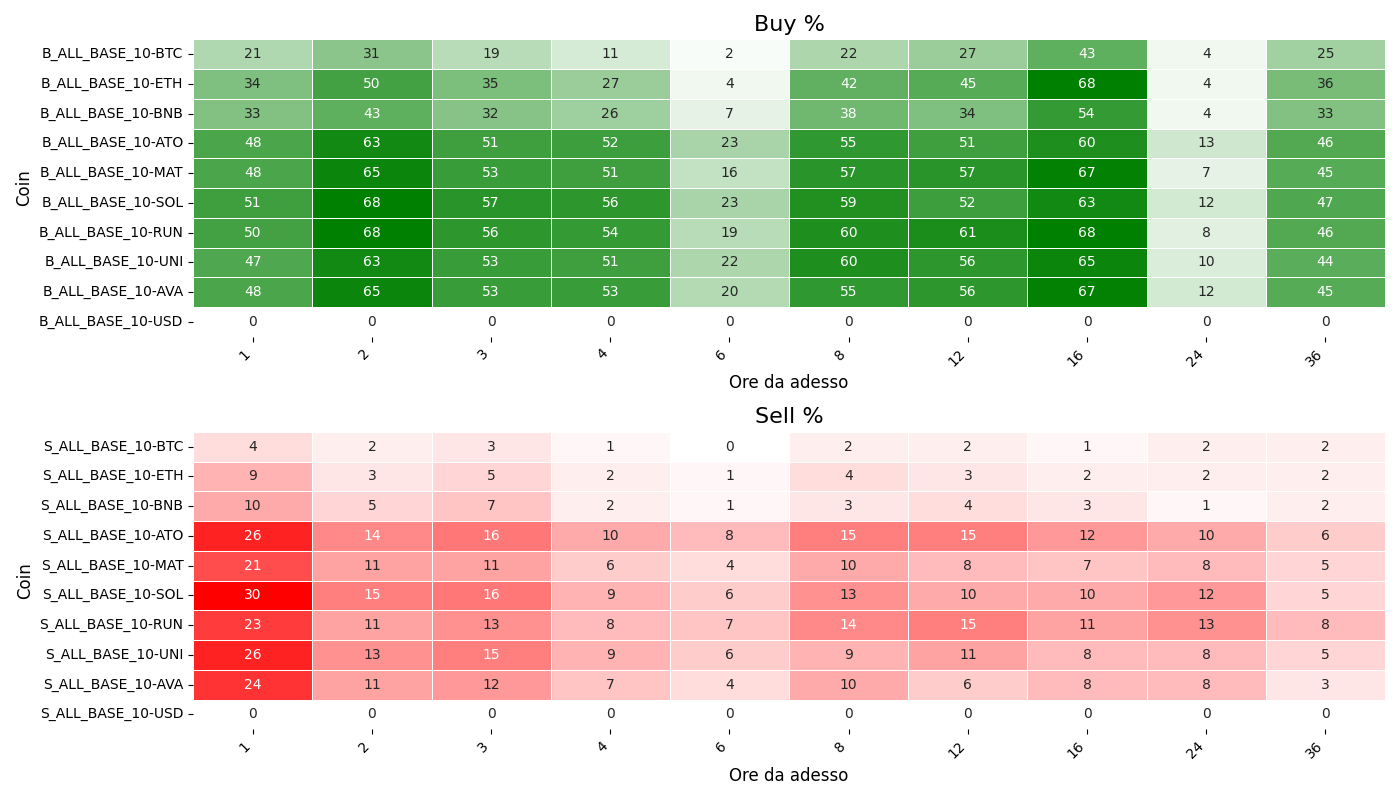 Buy %
Coin
B_ALL_BASE_10-BTC 21 31 19 11 2 22 27 43 4 25
B_ALL_BASE_10-ETH 34 50 35 27 4 42 45 68 4 36
B_ALL_BASE_10-BNB 33 43 32 26 7 38 34 54 4 33
B_ALL_BASE_10-ATO 48 63 51 52 23 55 51 60 13 46
B_ALL_BASE_10-MAT 48 65 53 51 16 57 57 67 7 45
B_ALL_BASE_10-SOL 51 68 57 56 23 59 52 63 12 47
B_ALL_BASE_10-RUN 50 68 56 54 19 60 61 68 8 46
B_ALL_BASE_10-UNI 47 63 53 51 22 60 56 65 10 44
B_ALL_BASE_10-AVA 48 65 53 53 20 55 56 67 12 45
B_ALL_BASE_10-USD 0 0 0 0 0 0 0 0 0 0
1 2 3 4 6 8 12 16 24 36
Ore da adesso
Sell %
Coin
S_ALL_BASE_10-BTC 4 2 3 1 0 2 2 1 2 2
S_ALL_BASE_10-ETH 9 3 5 2 1 4 3 2 2 2
S_ALL_BASE_10-BNB 10 5 7 2 1 3 4 3 1 2
S_ALL_BASE_10-ATO 26 14 16 10 8 15 15 12 10 6
S_ALL_BASE_10-MAT 21 11 11 6 4 10 8 7 8 5
S_ALL_BASE_10-SOL 30 15 16 9 6 13 10 10 12 5
S_ALL_BASE_10-RUN 23 11 13 8 7 14 15 11 13 8
S_ALL_BASE_10-UNI 26 13 15 9 6 9 11 8 8 5
S_ALL_BASE_10-AVA 24 11 12 7 4 10 6 8 8 3
S_ALL_BASE_10-USD 0 0 0 0 0 0 0 0 0 0
1 2 3 4 6 8 12 16 24 36
Ore da adesso